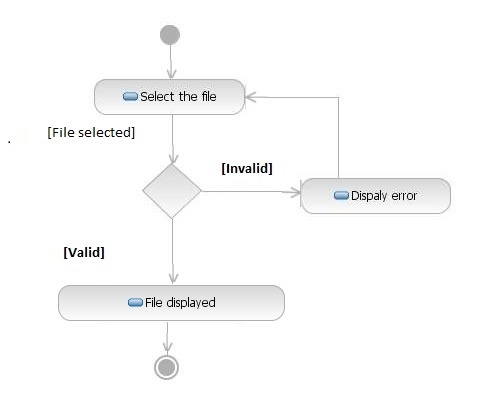 Select the file
[File selected]
[Invalid]
Dispaly error
[Valid]
File displayed